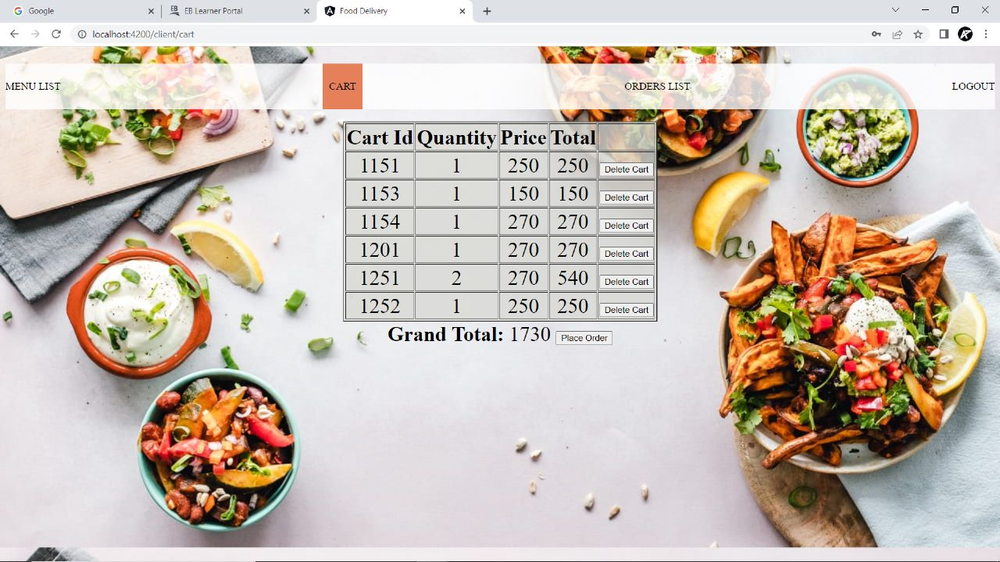 Google
EB Learner Portal
Food Delivery
localhost:4200/client/cart
MENU LIST CART ORDERS LIST LOGOUT
Cart Id Quantity Price Total
1151 1 250 250 Delete Cart
1153 1 150 150 Delete Cart
1154 1 270 270 Delete Cart
1201 1 270 270 Delete Cart
1251 2 270 540 Delete Cart
1252 1 250 250 Delete Cart
Grand Total: 1730 Place Order